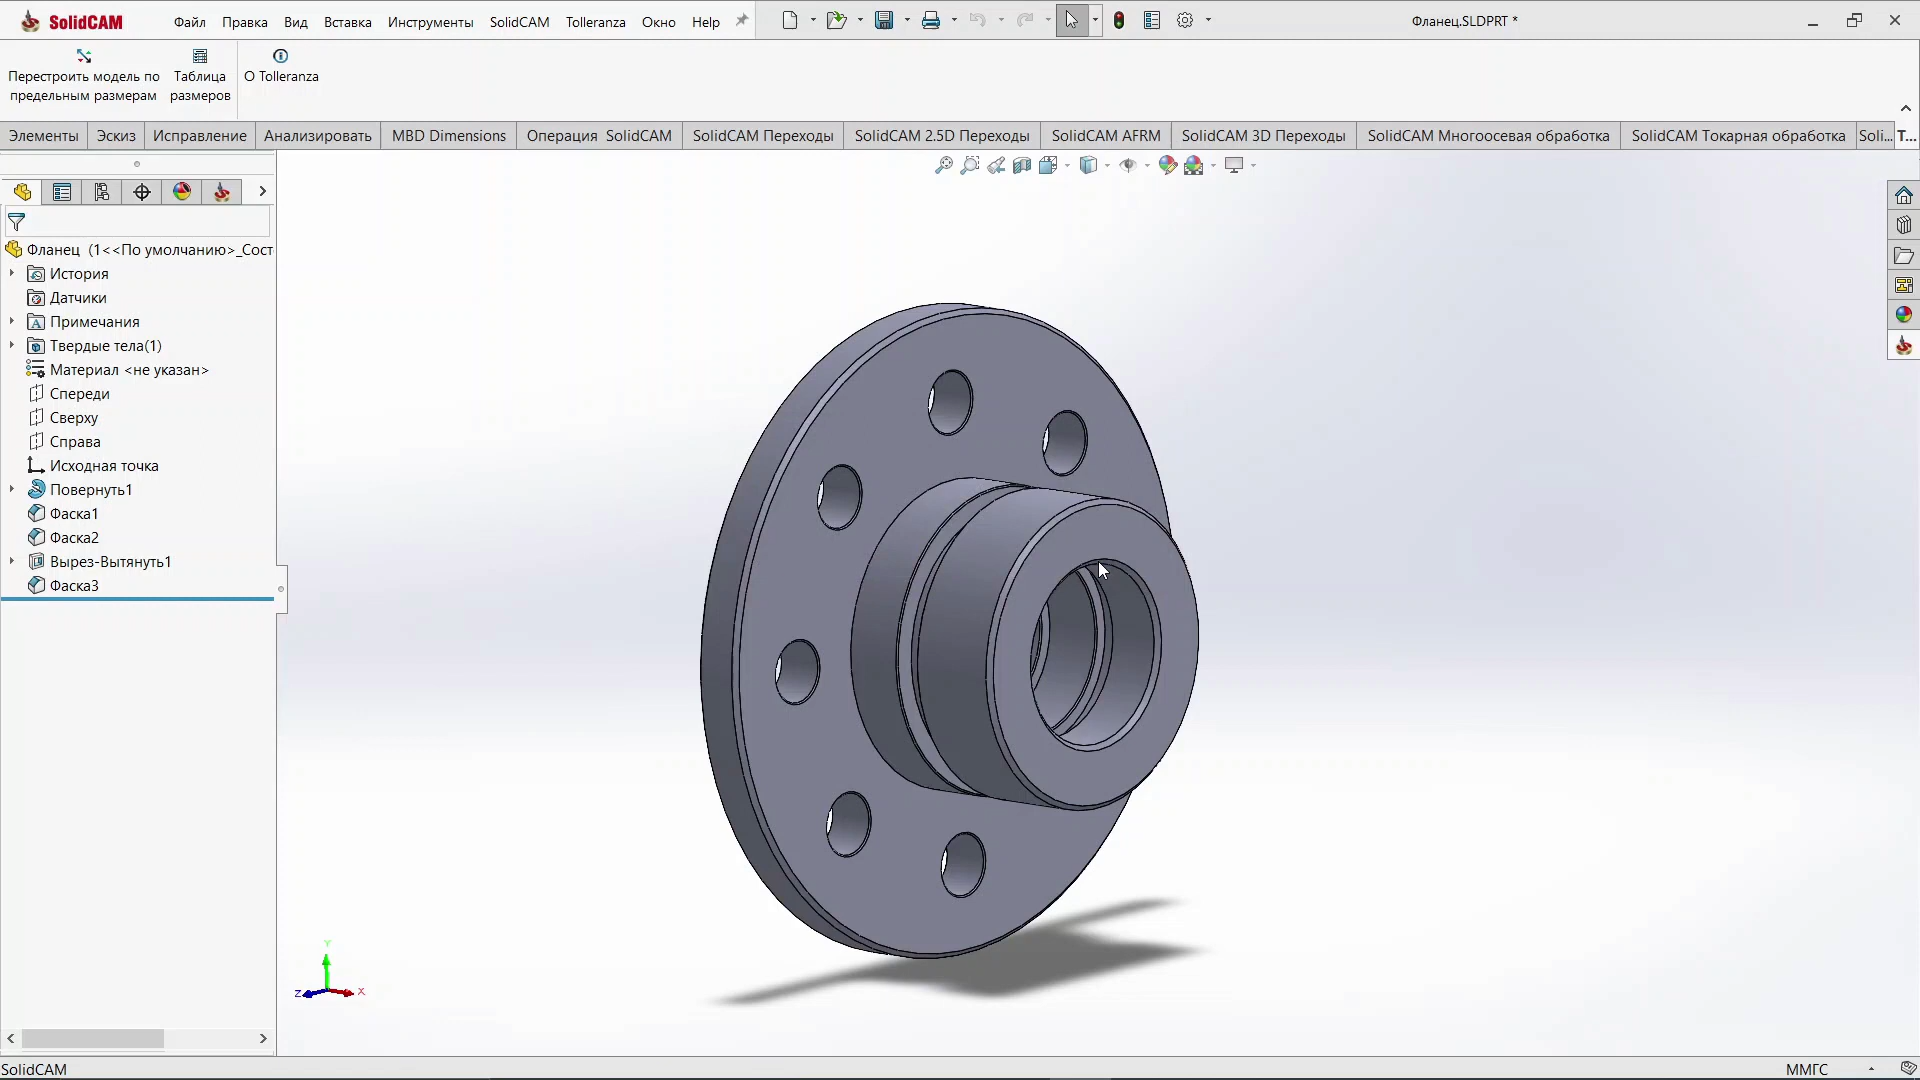 SolidCAM Файл Правка Вид Вставка Инструменты SolidCAM Tolleranza Окно Help Фланец.SLDPRT *
Перестроить модель по предельным размерам
Таблица размеров
О Tolleranza
Элементы Эскиз Исправление Анализировать MBD Dimensions Операция SolidCAM SolidCAM Переходы SolidCAM 2.5D Переходы SolidCAM AFRM SolidCAM 3D Переходы SolidCAM Многоосевая обработка SolidCAM Токарная обработка Soli... T...
Фланец (1<<По умолчанию>_Сост
История
Датчики
Примечания
Твердые тела(1)
Материал <не указан>
Спереди
Сверху
Справа
Исходная точка
Повернуть1
Фаска1
Фаска2
Вырез-Вытянуть1
Фаска3
Y
Z X
SolidCAM ММГС